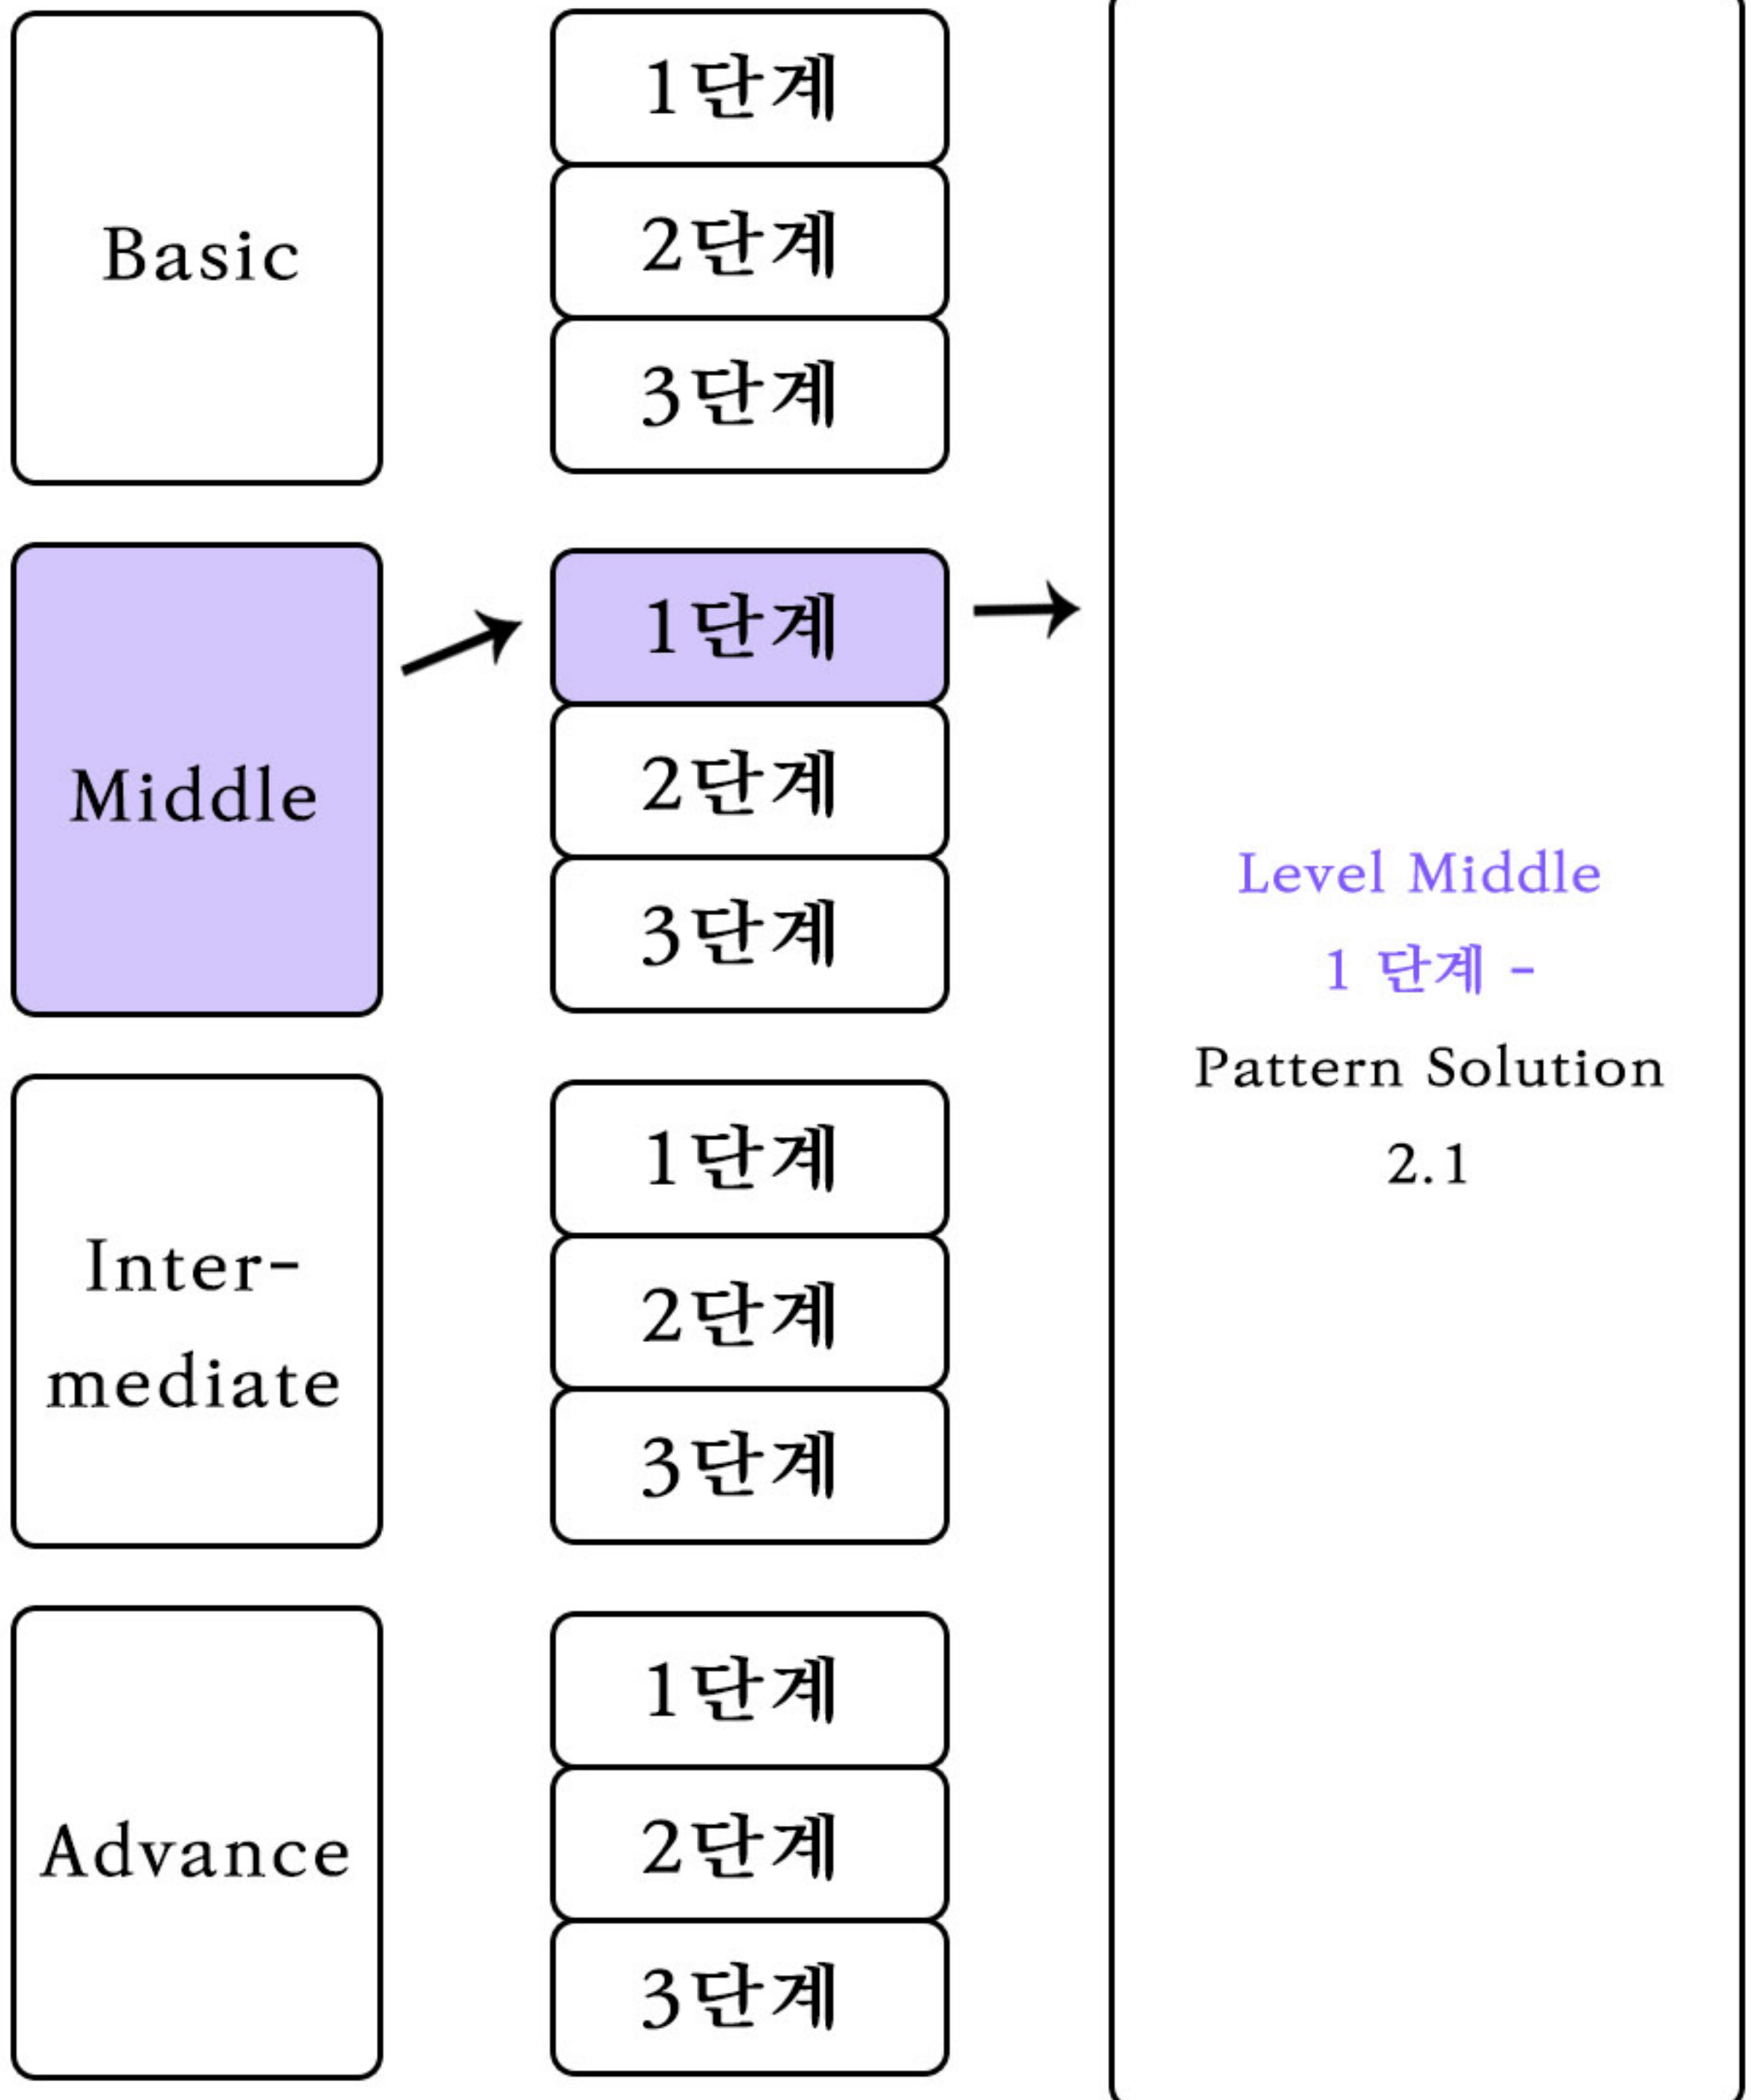 Basic
1단계
2단계
3단계
Middle
1단계
2단계
3단계
Inter-
mediate
1단계
2단계
3단계
Advance
1단계
2단계
3단계
Level Middle
1 단계 -
Pattern Solution
2.1